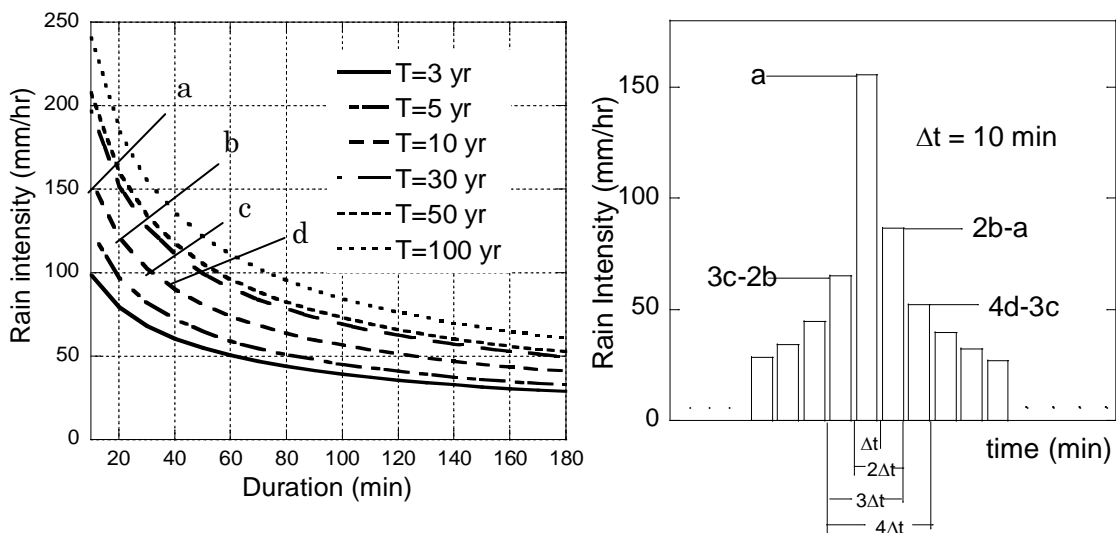 250
200
150
100
50
0
Rain intensity (mm/hr)
20 40 60 80 100 120 140 160 180
Duration (min)
a
b
c
d
T=3 yr
T=5 yr
T=10 yr
T=30 yr
T=50 yr
T=100 yr
150
100
50
0
Rain Intensity (mm/hr)
a
Δt = 10 min
2b-a
3c-2b
4d-3c
time (min)
Δt
2Δt
3Δt
4Δt